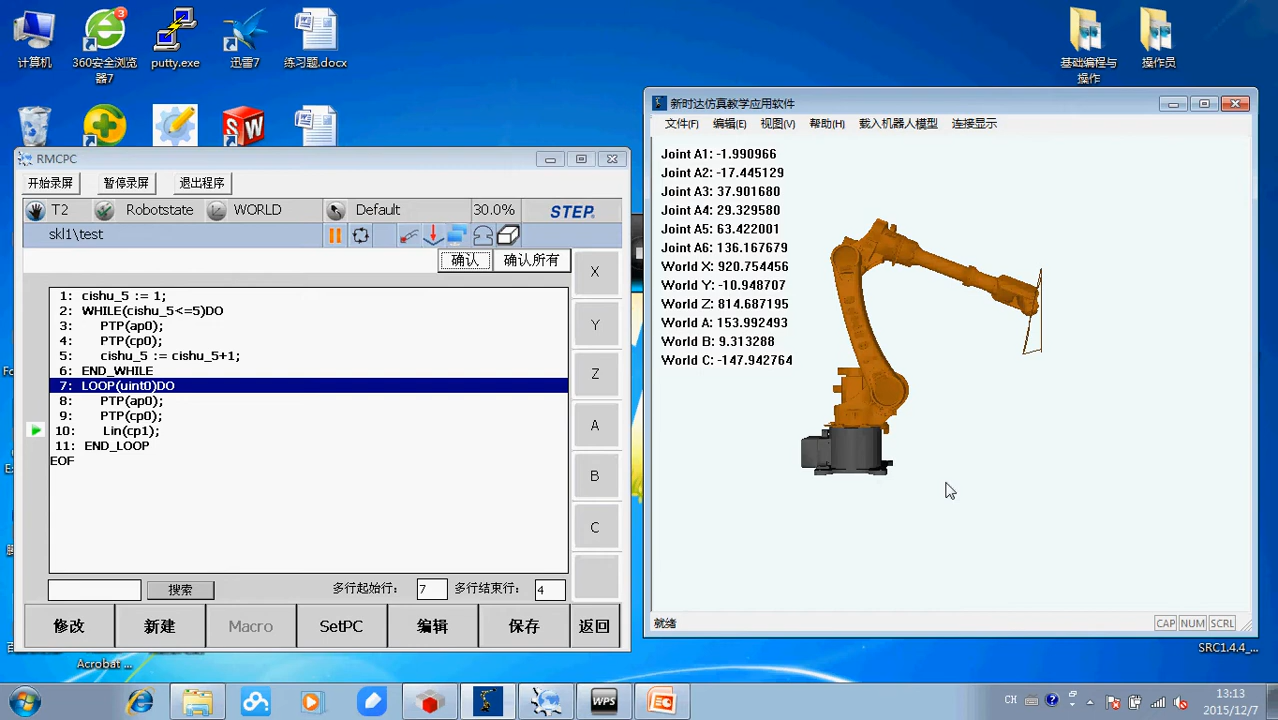 计算机
360安全浏览器7
putty.exe
迅雷7
练习题.docx
基础编程与操作
操作员
RMCPC
开始录屏 暂停录屏 退出程序
T2 Robotstate WORLD Default 30.0% STEP.
skl1\test
确认 确认所有
1: cishu_5 := 1;
2: WHILE(cishu_5<=5)DO
3: PTP(ap0);
4: PTP(cp0);
5: cishu_5 := cishu_5+1;
6: END_WHILE
7: LOOP(uint0)DO
8: PTP(ap0);
9: PTP(cp0);
10: Lin(cp1);
11: END_LOOP
EOF
X
Y
Z
A
B
C
搜索 多行起始行: 7 多行结束行: 4
修改 新建 Macro SetPC 编辑 保存 返回
新时达仿真教学应用软件
文件(F) 编辑(E) 视图(V) 帮助(H) 载入机器人模型 连接显示
Joint A1: -1.990966
Joint A2: -17.445129
Joint A3: 37.901680
Joint A4: 29.329580
Joint A5: 63.422001
Joint A6: 136.167679
World X: 920.754456
World Y: -10.948707
World Z: 814.687195
World A: 153.992493
World B: 9.313288
World C: -147.942764
就绪 CAP NUM SCRL
Acrobat ...
SRC1.4.4_...
WPS
CH
13:13
2015/12/7